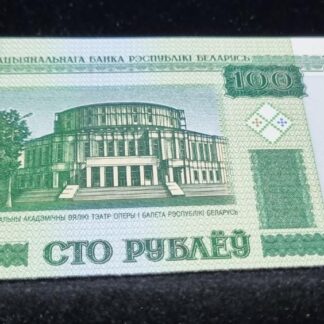 НАЦЫЯНАЛЬНАГА БАНКА РЭСПУБЛІКІ БЕЛАРУСЬ
100
АКАДЭМІЧНЫ ВЯЛІКІ ТЭАТР ОПЕРЫ І БАЛЕТА РЭСПУБЛІКІ БЕЛАРУСЬ
СТО РУБЛЁЎ